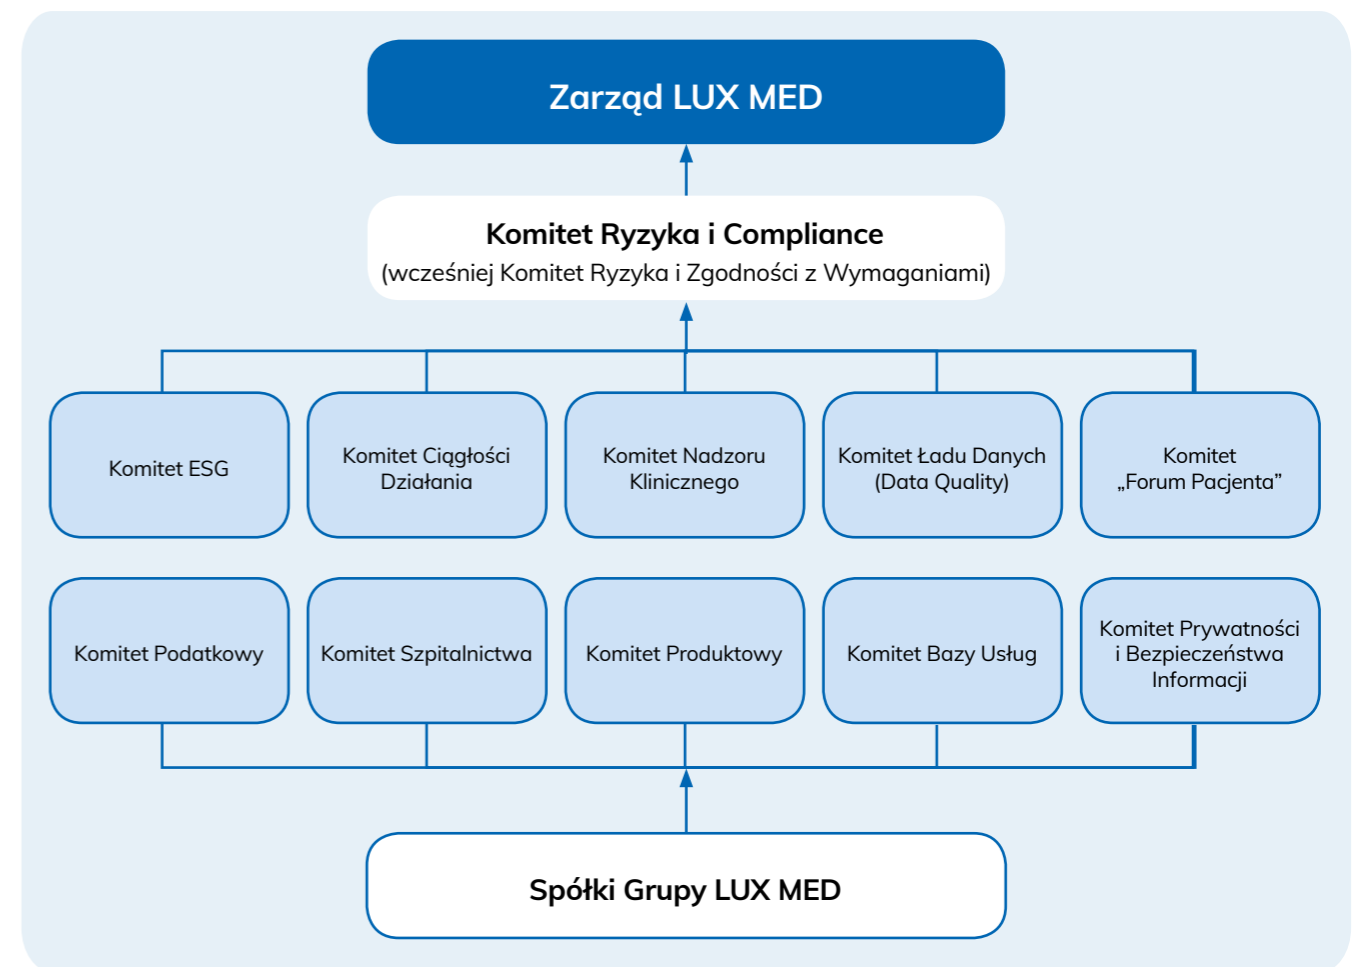 Zarząd LUX MED
Komitet Ryzyka i Compliance
(wcześniej Komitet Ryzyka i Zgodności z Wymaganiami)
Komitet ESG
Komitet Ciągłości
Działania
Komitet Nadzoru
Klinicznego
Komitet Ładu Danych
(Data Quality)
Komitet
„Forum Pacjenta”
Komitet Podatkowy
Komitet Szpitalnictwa
Komitet Produktowy
Komitet Bazy Usług
Komitet Prywatności
i Bezpieczeństwa
Informacji
Spółki Grupy LUX MED